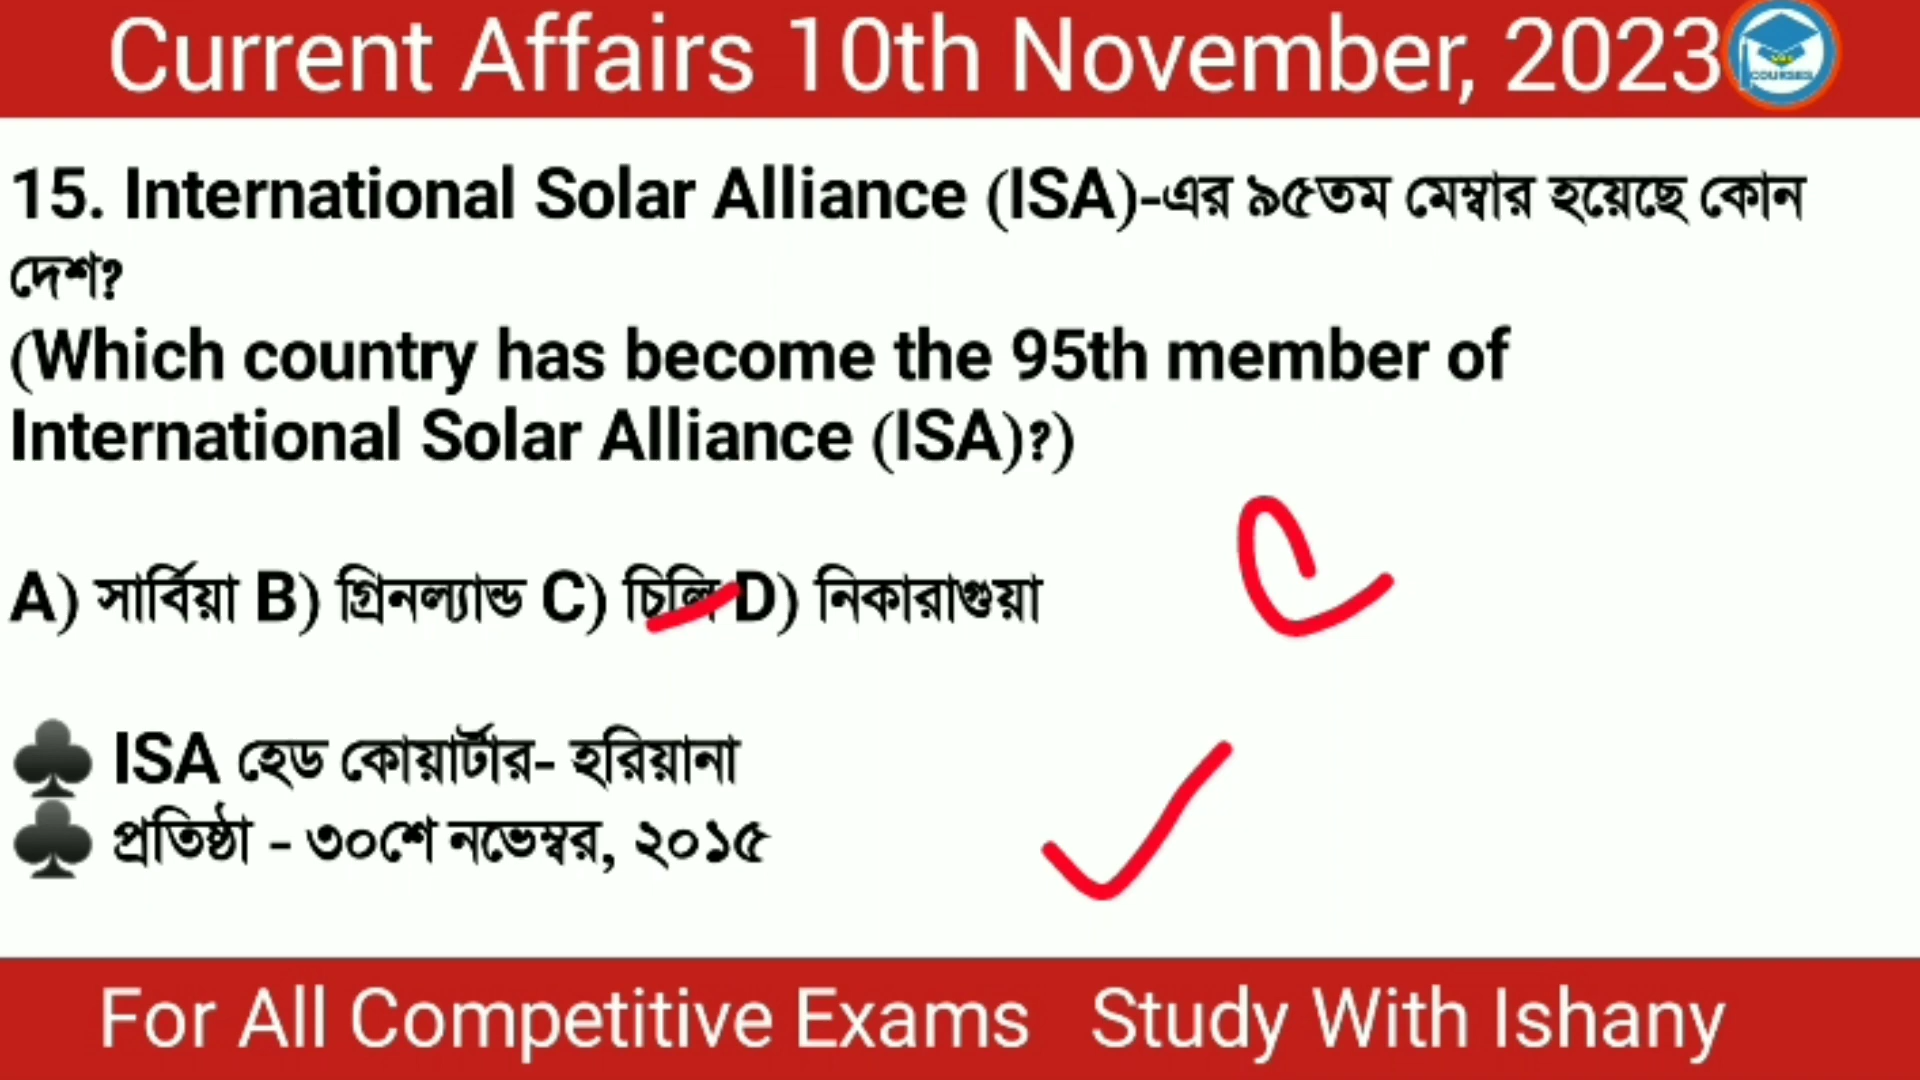 Current Affairs 10th November, 2023
COURSES
15. International Solar Alliance (ISA)-এর ৯৫তম মেম্বার হয়েছে কোন
দেশ?
(Which country has become the 95th member of
International Solar Alliance (ISA)?)
A) সার্বিয়া B) গ্রিনল্যান্ড C) চিলি D) নিকারাগুয়া
C
ISA হেড কোয়ার্টার- হরিয়ানা
প্রতিষ্ঠা - ৩০শে নভেম্বর, ২০১৫
For All Competitive Exams Study With Ishany